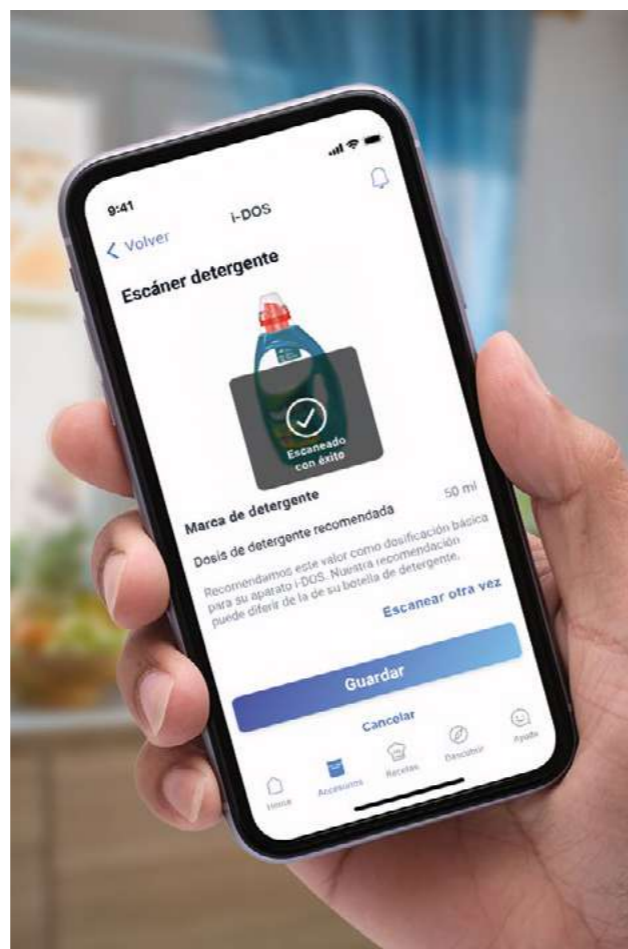 9:41
i-DOS
Volver
Escáner detergente
Escaneado
con éxito
Marca de detergente
Dosis de detergente recomendada 50 ml
Recomendamos este valor como dosificación básica
para su aparato i-DOS. Nuestra recomendación
puede diferir de la de su botella de detergente.
Escanear otra vez
Guardar
Cancelar
Home
Accesorios
Recetas
Descubrir
Ayuda